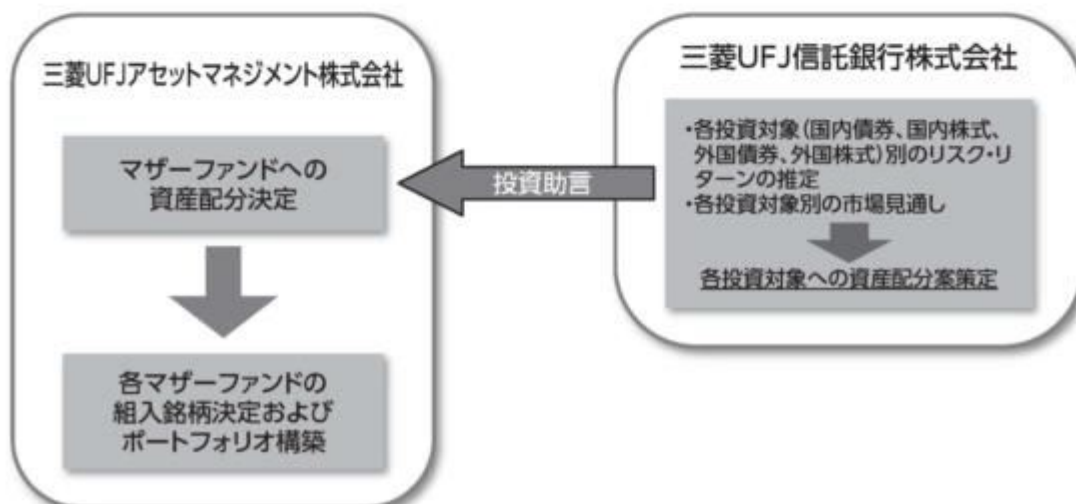 三菱UFJアセットマネジメント株式会社
マザーファンドへの
資産配分決定
各マザーファンドの
組入銘柄決定および
ポートフォリオ構築
投資助言
三菱UFJ信託銀行株式会社
・各投資対象(国内債券、国内株式、
外国債券、外国株式)別のリスク・リ
ターンの推定
・各投資対象別の市場見通し
各投資対象への資産配分案策定